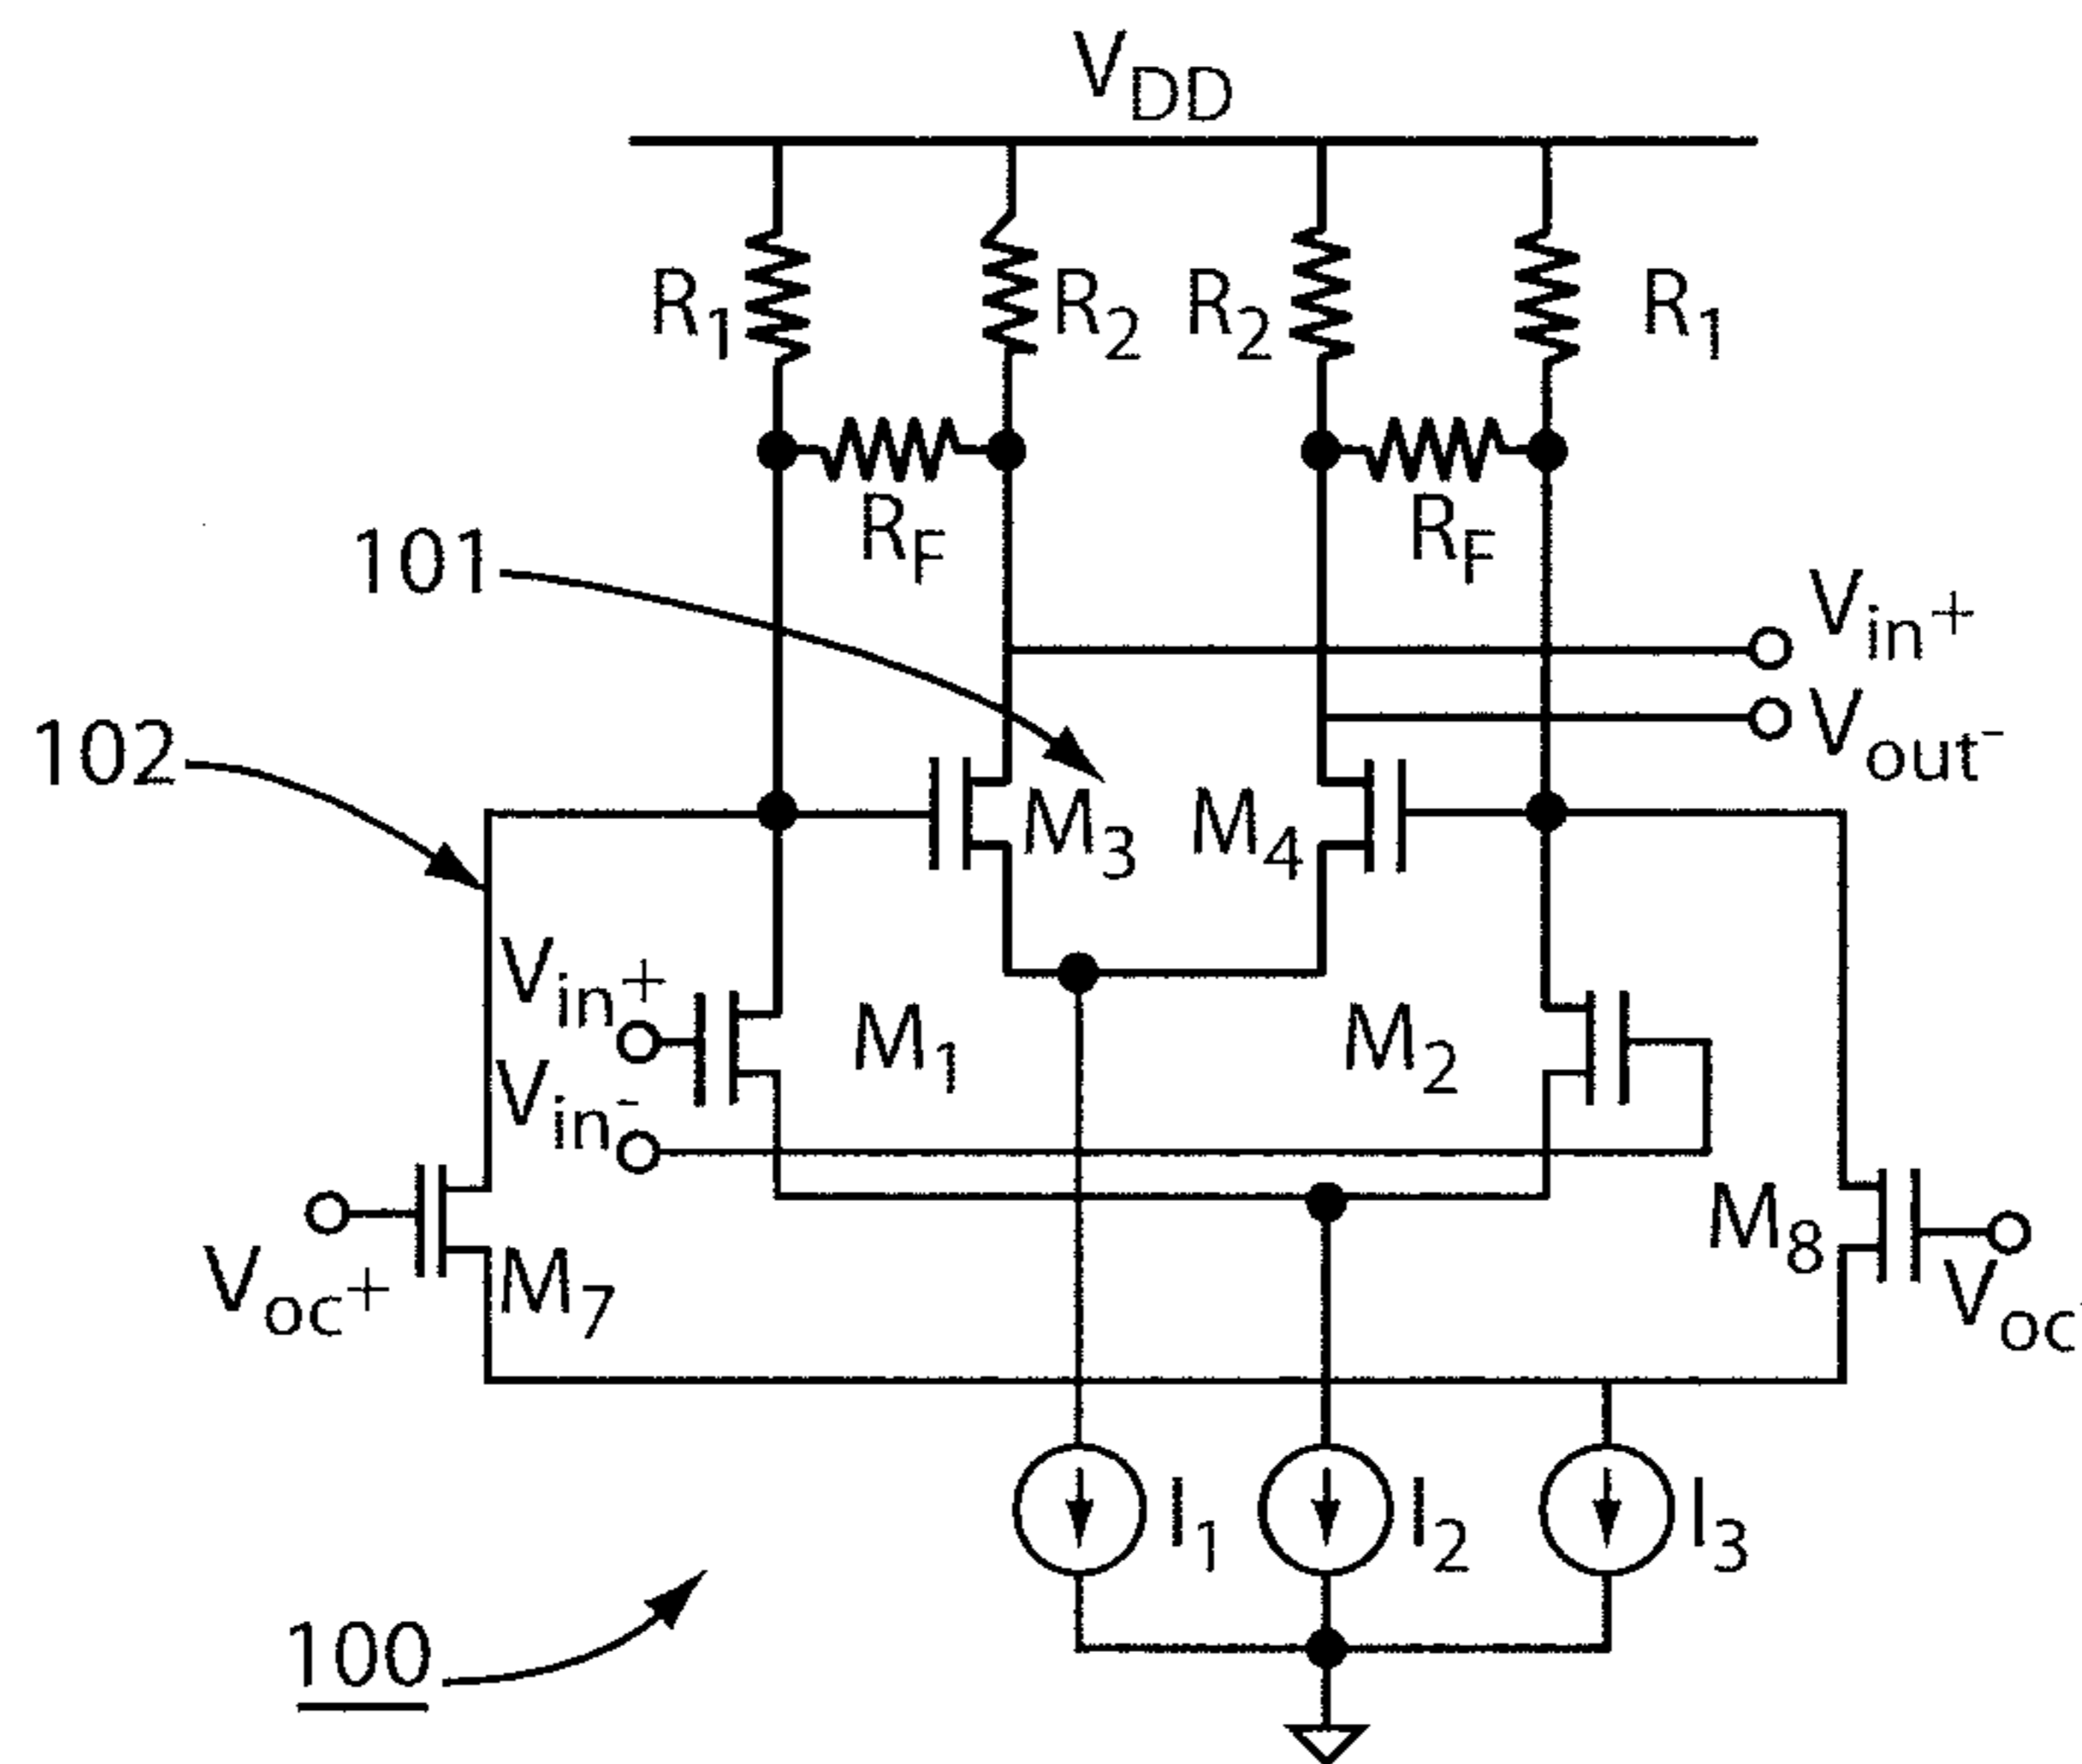 VDD
R1
R2
R2
R1
RF
RF
101
Vin+
Vout-
102
M3
M4
Vin+
M1
M2
Vin-
Voc+
M7
M8
Voc
I1
I2
I3
100